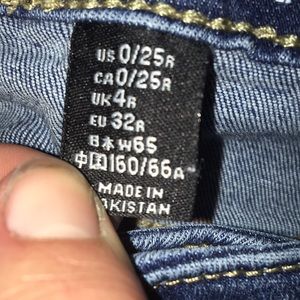 US 0/25R
CA 0/25R
UK 4R
EU 32R
日本 W65
中国 160/66A
MADE IN
PAKISTAN